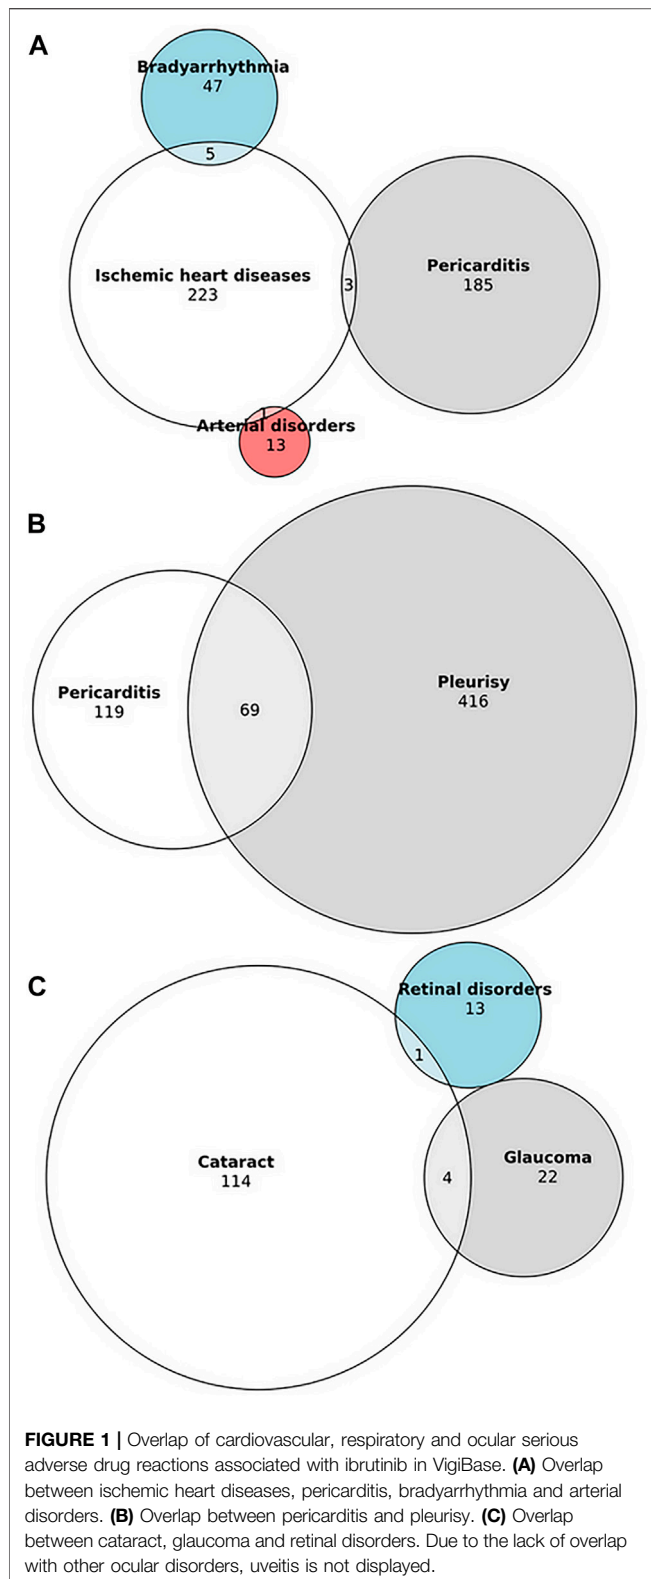 A
Bradyarrhythmia
47
5
Ischemic heart diseases
223
3
Pericarditis
185
1
Arterial disorders
13
B
Pericarditis
119
69
Pleurisy
416
C
Retinal disorders
13
1
Cataract
114
4
Glaucoma
22
FIGURE 1 | Overlap of cardiovascular, respiratory and ocular serious
adverse drug reactions associated with ibrutinib in VigiBase. (A) Overlap
between ischemic heart diseases, pericarditis, bradyarrhythmia and arterial
disorders. (B) Overlap between pericarditis and pleurisy. (C) Overlap
between cataract, glaucoma and retinal disorders. Due to the lack of overlap
with other ocular disorders, uveitis is not displayed.